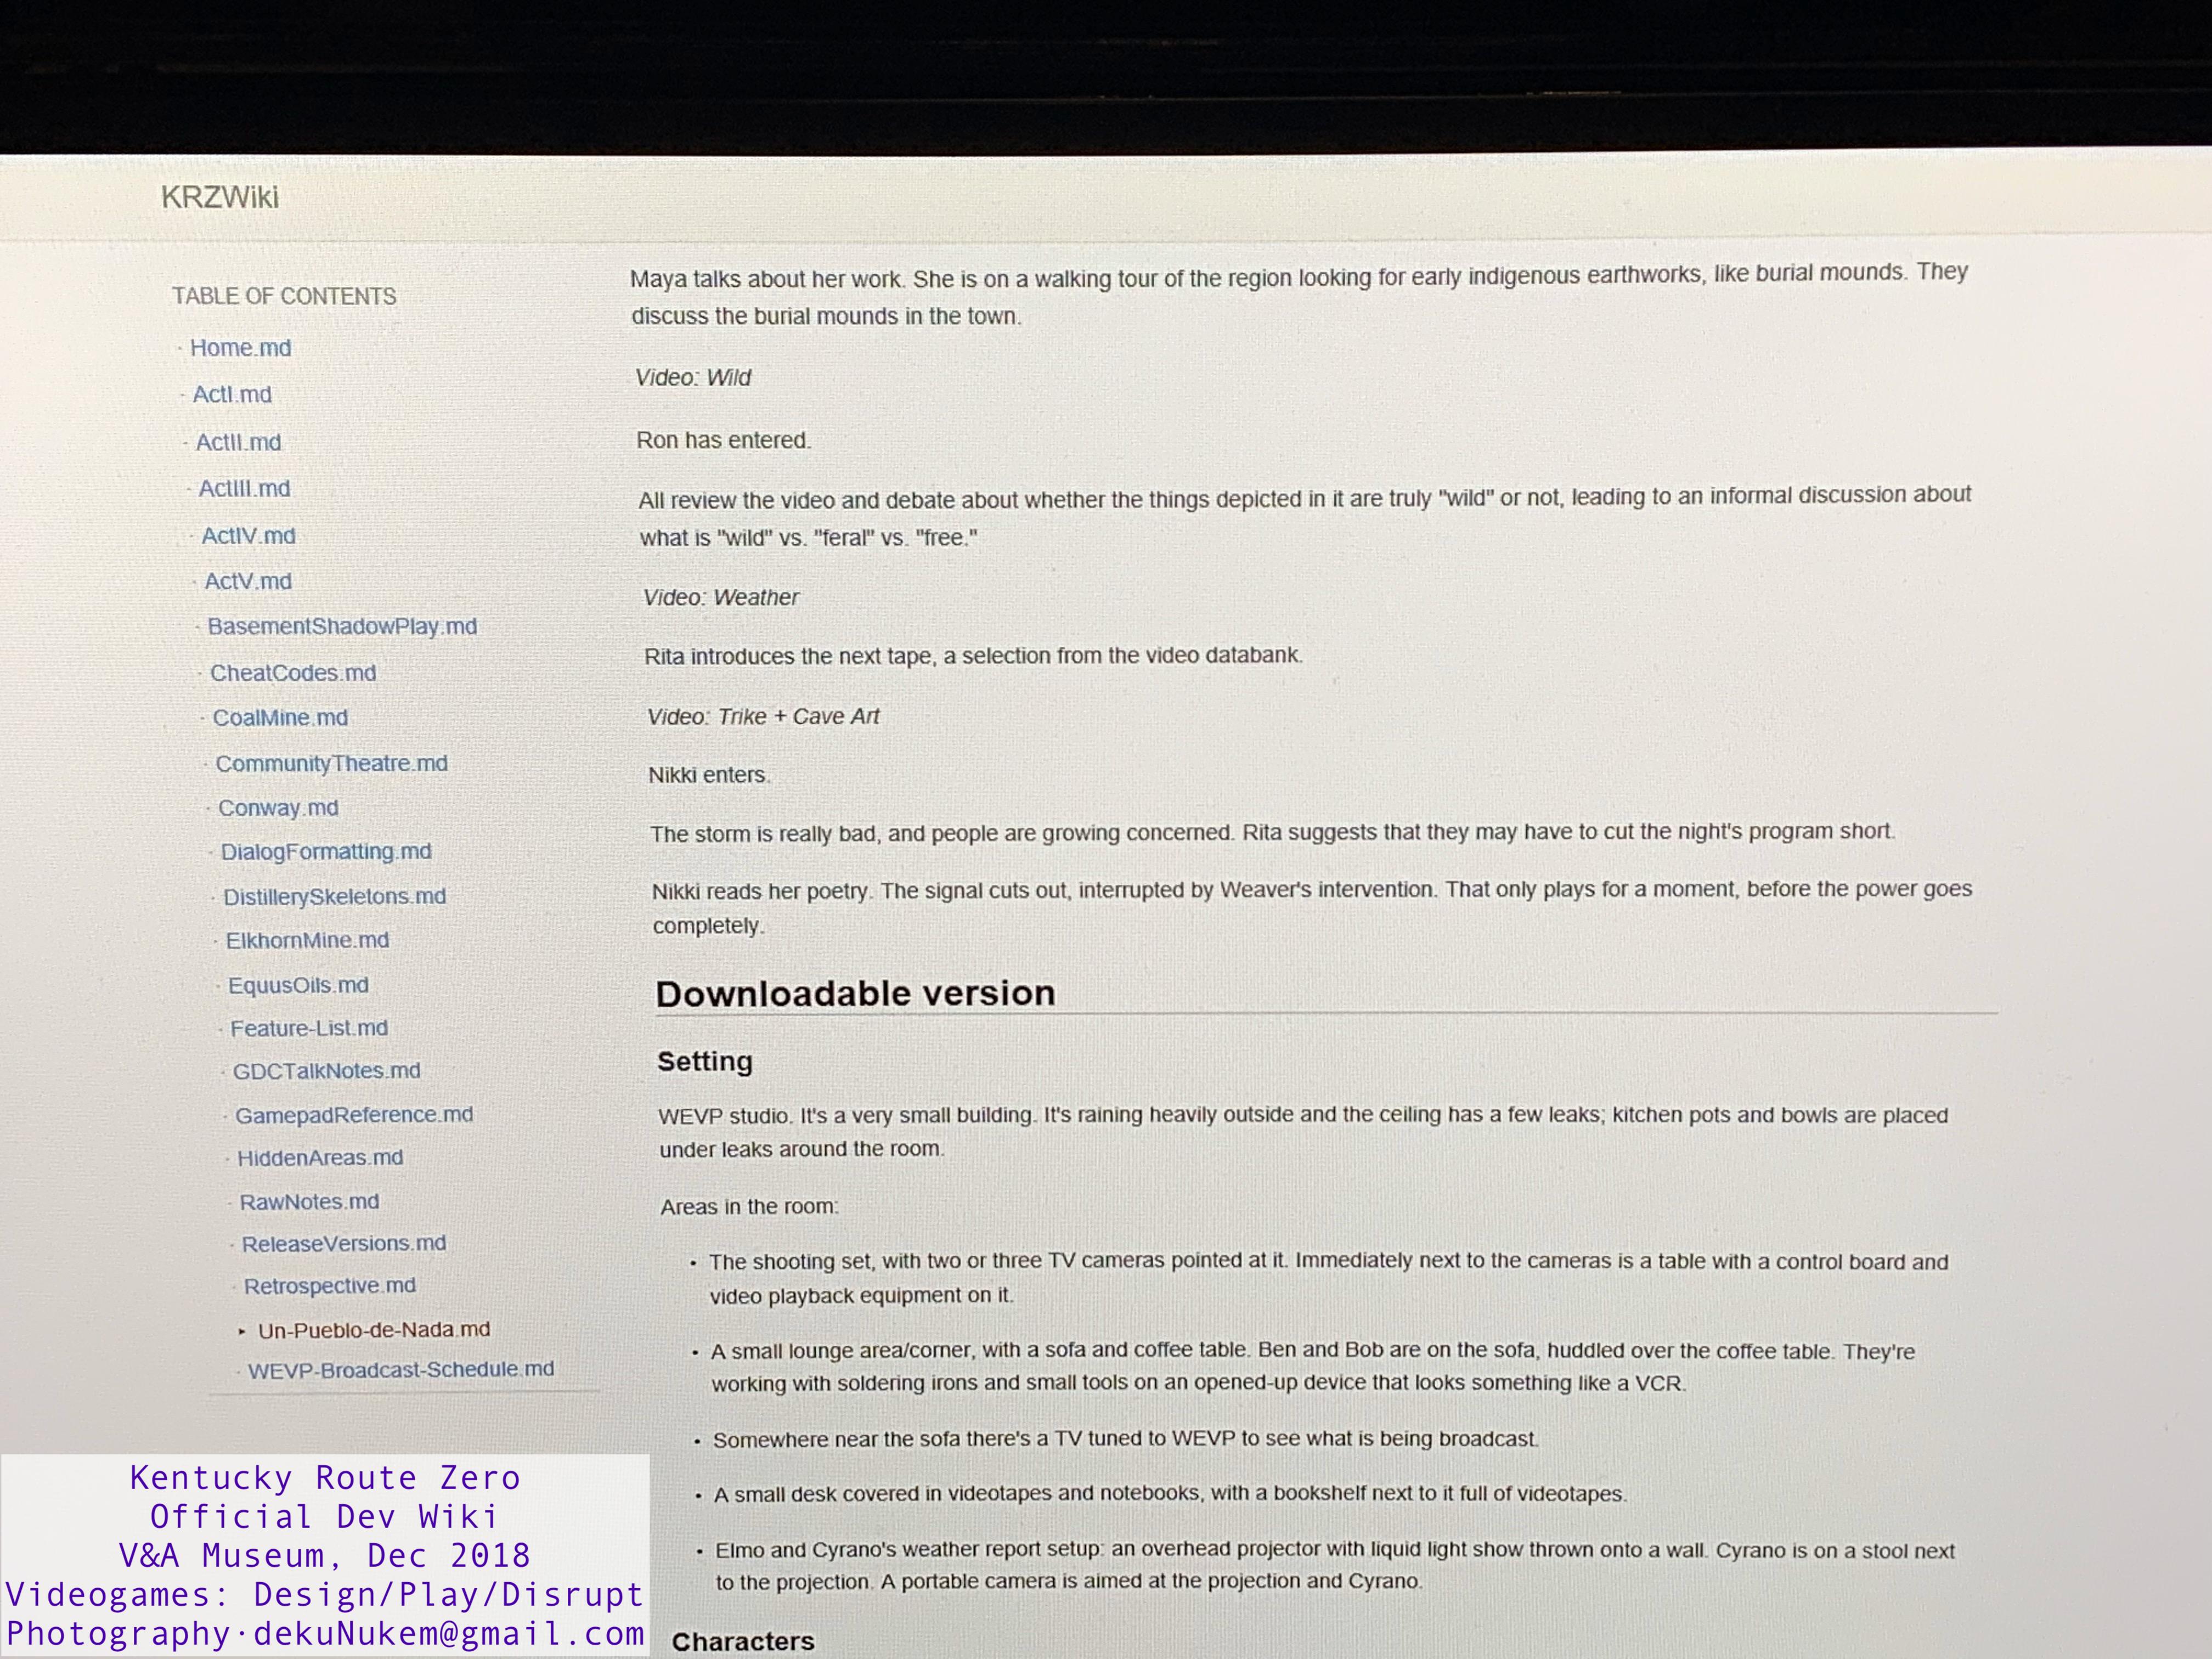 KRZWiki
TABLE OF CONTENTS
· Home.md
· ActI.md
· ActII.md
· ActIII.md
· ActIV.md
· ActV.md
· BasementShadowPlay.md
· CheatCodes.md
· CoalMine.md
· CommunityTheatre.md
· Conway.md
· DialogFormatting.md
· DistillerySkeletons.md
· ElkhornMine.md
· EquusOils.md
· Feature-List.md
· GDCTalkNotes.md
· GamepadReference.md
· HiddenAreas.md
· RawNotes.md
· ReleaseVersions.md
· Retrospective.md
▸ Un-Pueblo-de-Nada.md
· WEVP-Broadcast-Schedule.md
Maya talks about her work. She is on a walking tour of the region looking for early indigenous earthworks, like burial mounds. They
discuss the burial mounds in the town.
Video: Wild
Ron has entered.
All review the video and debate about whether the things depicted in it are truly "wild" or not, leading to an informal discussion about
what is "wild" vs. "feral" vs. "free."
Video: Weather
Rita introduces the next tape, a selection from the video databank.
Video: Trike + Cave Art
Nikki enters.
The storm is really bad, and people are growing concerned. Rita suggests that they may have to cut the night's program short.
Nikki reads her poetry. The signal cuts out, interrupted by Weaver's intervention. That only plays for a moment, before the power goes
completely.
Downloadable version
Setting
WEVP studio. It's a very small building. It's raining heavily outside and the ceiling has a few leaks; kitchen pots and bowls are placed
under leaks around the room.
Areas in the room:
• The shooting set, with two or three TV cameras pointed at it. Immediately next to the cameras is a table with a control board and
video playback equipment on it.
• A small lounge area/corner, with a sofa and coffee table. Ben and Bob are on the sofa, huddled over the coffee table. They're
working with soldering irons and small tools on an opened-up device that looks something like a VCR.
• Somewhere near the sofa there's a TV tuned to WEVP to see what is being broadcast.
• A small desk covered in videotapes and notebooks, with a bookshelf next to it full of videotapes.
• Elmo and Cyrano's weather report setup: an overhead projector with liquid light show thrown onto a wall. Cyrano is on a stool next
to the projection. A portable camera is aimed at the projection and Cyrano.
Characters
Kentucky Route Zero
Official Dev Wiki
V&A Museum, Dec 2018
Videogames: Design/Play/Disrupt
Photography·dekuNukem@gmail.com